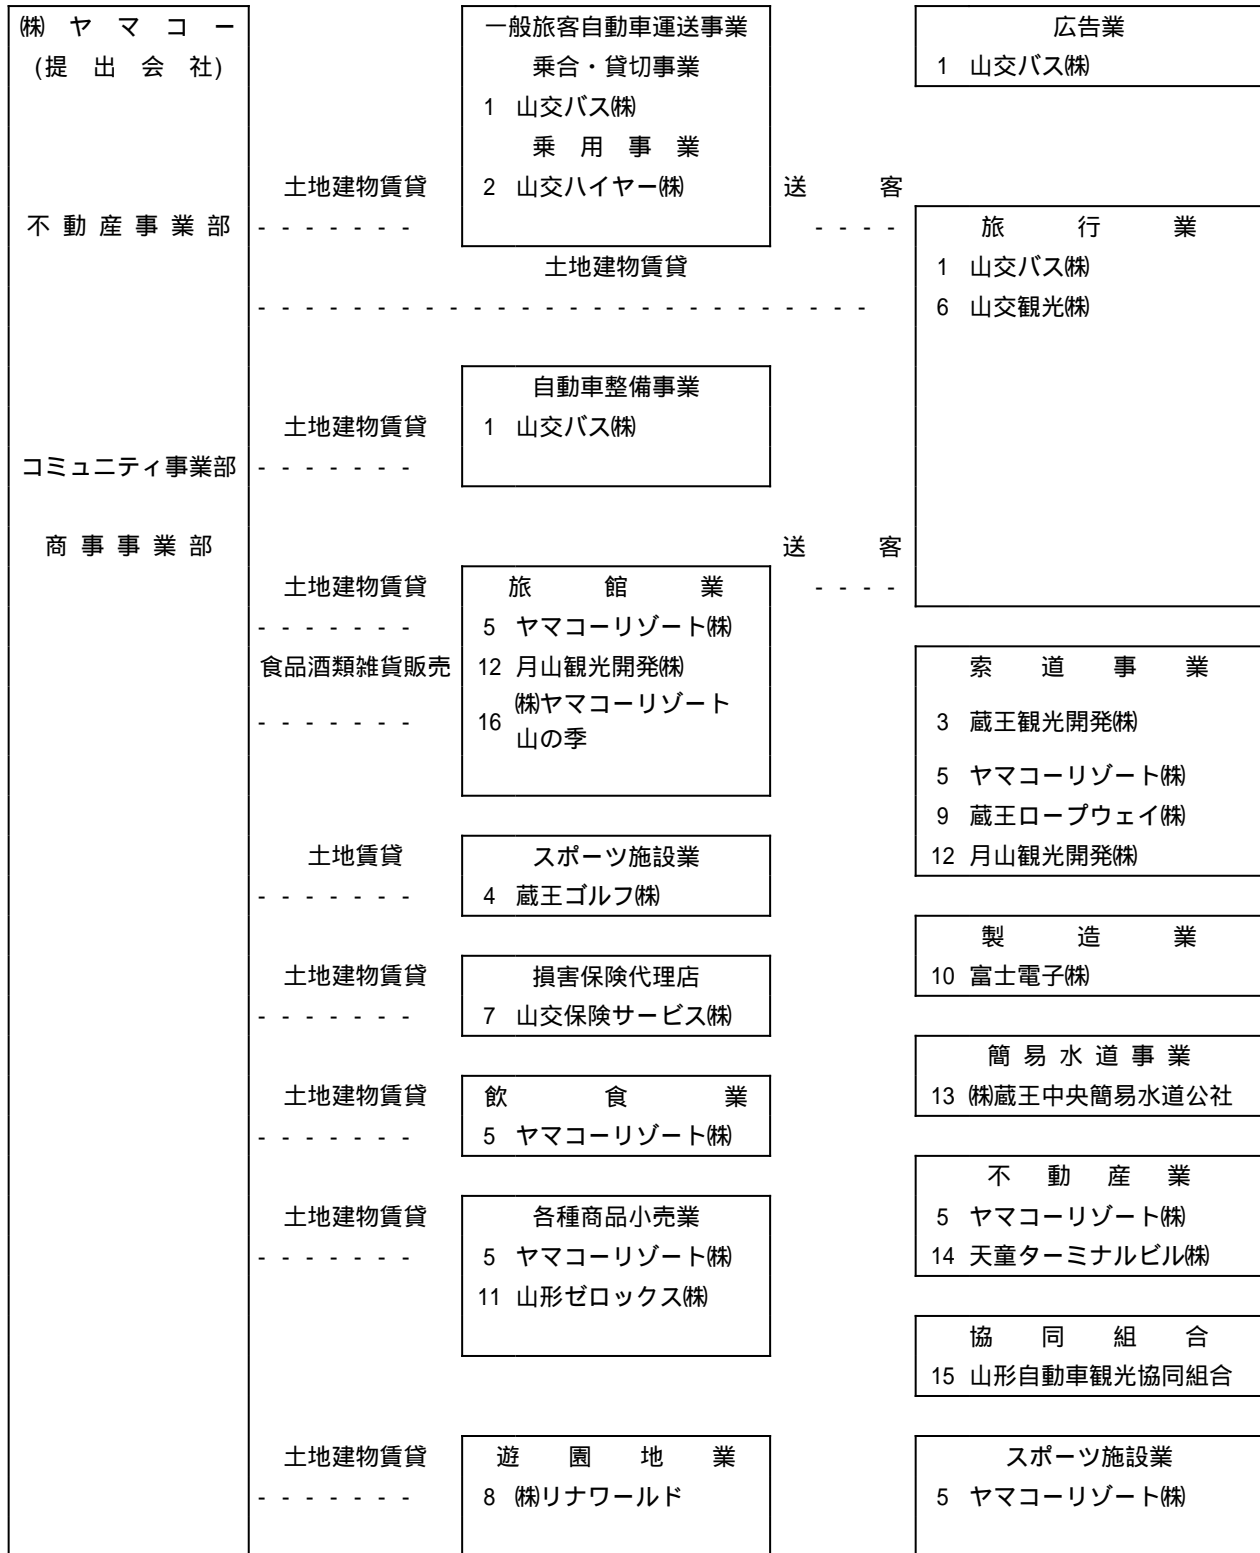 ㈱ヤマコー
(提出会社)
不動産事業部
コミュニティ事業部
商事事業部
土地建物賃貸
- - - - - - -
一般旅客自動車運送事業
乗合・貸切事業
1 山交バス㈱
乗用事業
2 山交ハイヤー㈱
送客
- - - -
土地建物賃貸
- - - - - - - - - - - - - - - - - - - - - - - - - -
土地建物賃貸
- - - - - - -
自動車整備事業
1 山交バス㈱
土地建物賃貸
- - - - - - -
食品酒類雑貨販売
- - - - - - -
旅館業
5 ヤマコーリゾート㈱
12 月山観光開発㈱
16 ㈱ヤマコーリゾート
山の季
送客
- - - -
土地賃貸
- - - - - - -
スポーツ施設業
4 蔵王ゴルフ㈱
土地建物賃貸
- - - - - - -
損害保険代理店
7 山交保険サービス㈱
土地建物賃貸
- - - - - - -
飲食業
5 ヤマコーリゾート㈱
土地建物賃貸
- - - - - - -
各種商品小売業
5 ヤマコーリゾート㈱
11 山形ゼロックス㈱
土地建物賃貸
- - - - - - -
遊園地業
8 ㈱リナワールド
広告業
1 山交バス㈱
旅行業
1 山交バス㈱
6 山交観光㈱
索道事業
3 蔵王観光開発㈱
5 ヤマコーリゾート㈱
9 蔵王ロープウェイ㈱
12 月山観光開発㈱
製造業
10 富士電子㈱
簡易水道事業
13 ㈱蔵王中央簡易水道公社
不動産業
5 ヤマコーリゾート㈱
14 天童ターミナルビル㈱
協同組合
15 山形自動車観光協同組合
スポーツ施設業
5 ヤマコーリゾート㈱